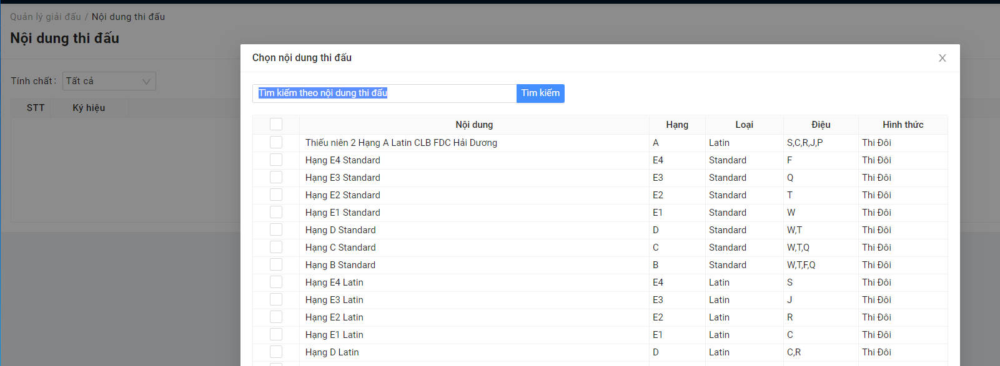 Quản lý giải đấu / Nội dung thi đấu
Nội dung thi đấu
Chọn nội dung thi đấu
Tính chất: Tất cả
Tìm kiếm theo nội dung thi đấu Tìm kiếm
STT Ký hiệu
Nội dung Hạng Loại Điệu Hình thức
Thiếu niên 2 Hạng A Latin CLB FDC Hải Dương A Latin S,C,R,J,P Thi Đôi
Hạng E4 Standard E4 Standard F Thi Đôi
Hạng E3 Standard E3 Standard Q Thi Đôi
Hạng E2 Standard E2 Standard T Thi Đôi
Hạng E1 Standard E1 Standard W Thi Đôi
Hạng D Standard D Standard W,T Thi Đôi
Hạng C Standard C Standard W,T,Q Thi Đôi
Hạng B Standard B Standard W,T,F,Q Thi Đôi
Hạng E4 Latin E4 Latin S Thi Đôi
Hạng E3 Latin E3 Latin J Thi Đôi
Hạng E2 Latin E2 Latin R Thi Đôi
Hạng E1 Latin E1 Latin C Thi Đôi
Hạng D Latin D Latin C,R Thi Đôi